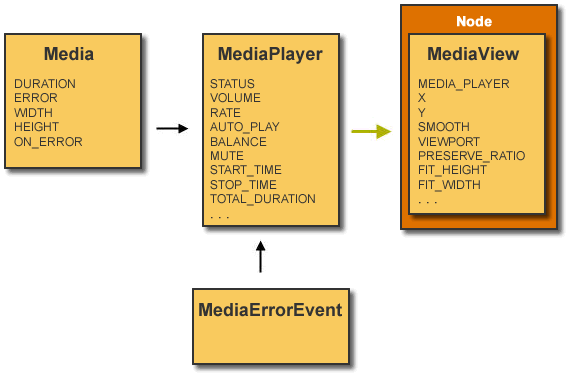 Media
DURATION
ERROR
WIDTH
HEIGHT
ON_ERROR
MediaPlayer
STATUS
VOLUME
RATE
AUTO_PLAY
BALANCE
MUTE
START_TIME
STOP_TIME
TOTAL_DURATION
. . .
Node
MediaView
MEDIA_PLAYER
X
Y
SMOOTH
VIEWPORT
PRESERVE_RATIO
FIT_HEIGHT
FIT_WIDTH
. . .
MediaErrorEvent